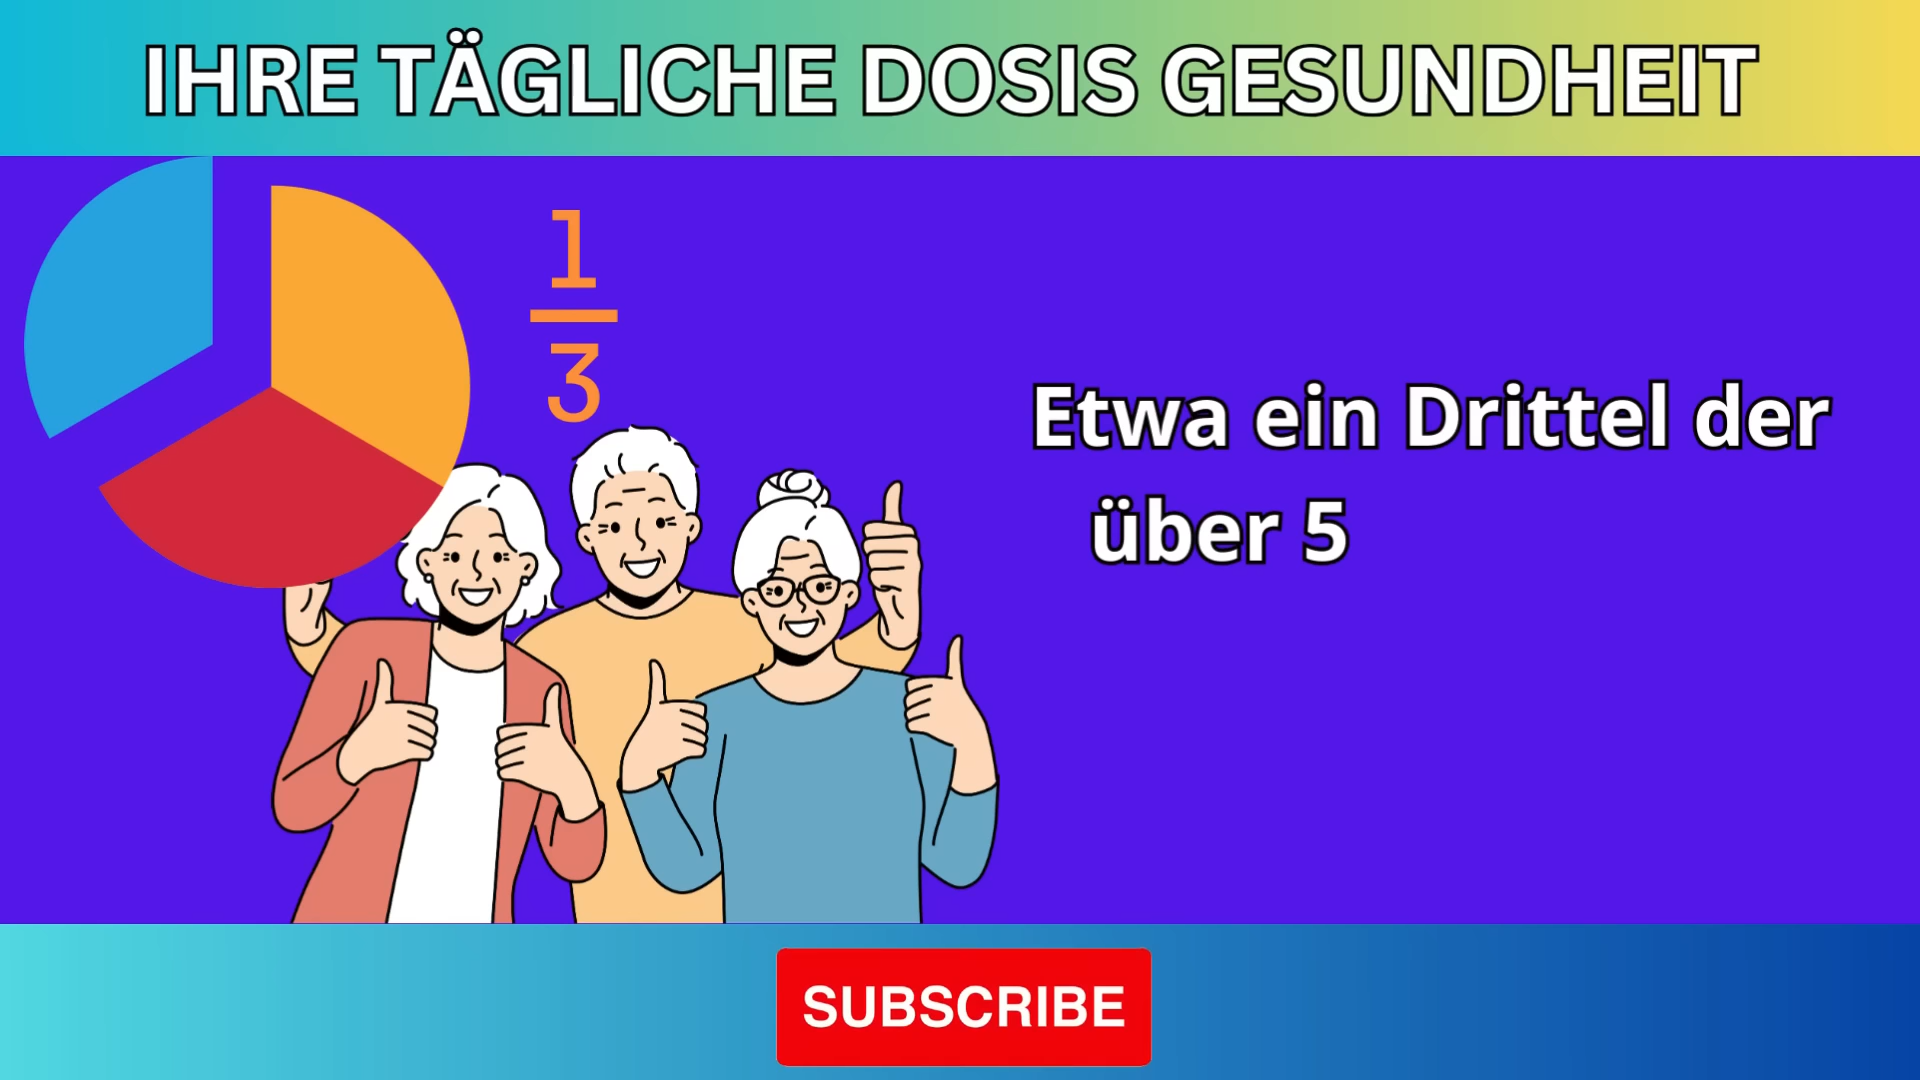 IHRE TÄGLICHE DOSIS GESUNDHEIT
1
3
Etwa ein Drittel der
über 5
SUBSCRIBE